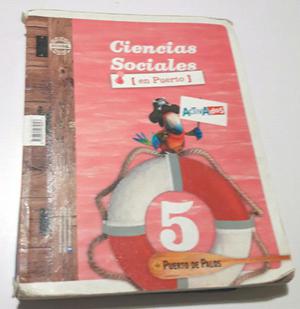 Ciencias
Sociales
[ en Puerto ]
ActivAdos
5
PUERTO DE PALOS